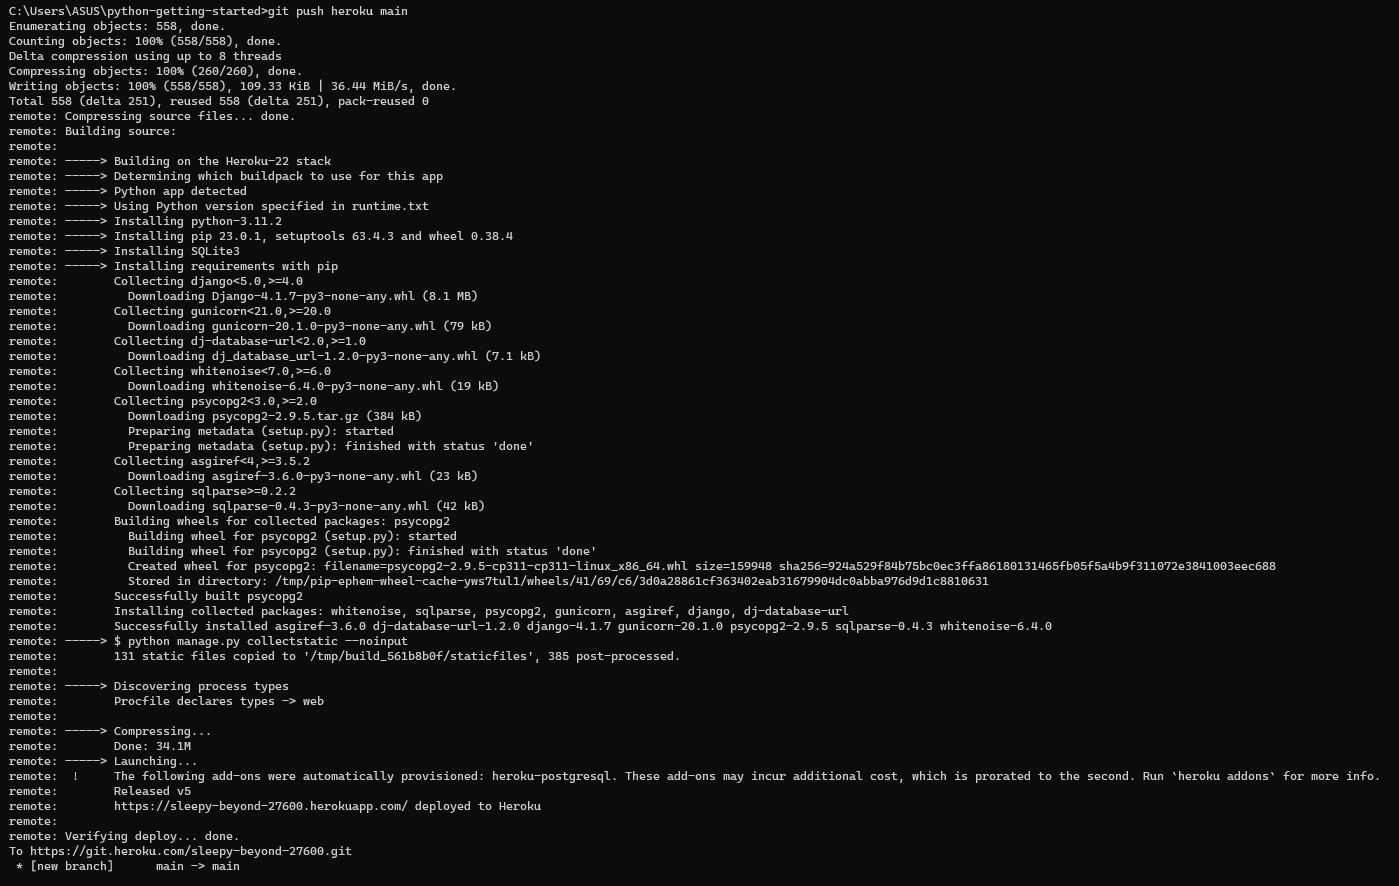 C:\Users\ASUS\python-getting-started>git push heroku main
Enumerating objects: 558, done.
Counting objects: 100% (558/558), done.
Delta compression using up to 8 threads
Compressing objects: 100% (260/260), done.
Writing objects: 100% (558/558), 109.33 KiB | 36.44 MiB/s, done.
Total 558 (delta 251), reused 558 (delta 251), pack-reused 0
remote: Compressing source files... done.
remote: Building source:
remote:
remote: -----> Building on the Heroku-22 stack
remote: -----> Determining which buildpack to use for this app
remote: -----> Python app detected
remote: -----> Using Python version specified in runtime.txt
remote: -----> Installing python-3.11.2
remote: -----> Installing pip 23.0.1, setuptools 63.4.3 and wheel 0.38.4
remote: -----> Installing SQLite3
remote: -----> Installing requirements with pip
remote:        Collecting django<5.0,>=4.0
remote:          Downloading Django-4.1.7-py3-none-any.whl (8.1 MB)
remote:        Collecting gunicorn<21.0,>=20.0
remote:          Downloading gunicorn-20.1.0-py3-none-any.whl (79 kB)
remote:        Collecting dj-database-url<2.0,>=1.0
remote:          Downloading dj_database_url-1.2.0-py3-none-any.whl (7.1 kB)
remote:        Collecting whitenoise<7.0,>=6.0
remote:          Downloading whitenoise-6.4.0-py3-none-any.whl (19 kB)
remote:        Collecting psycopg2<3.0,>=2.0
remote:          Downloading psycopg2-2.9.5.tar.gz (384 kB)
remote:          Preparing metadata (setup.py): started
remote:          Preparing metadata (setup.py): finished with status 'done'
remote:        Collecting asgiref<4,>=3.5.2
remote:          Downloading asgiref-3.6.0-py3-none-any.whl (23 kB)
remote:        Collecting sqlparse>=0.2.2
remote:          Downloading sqlparse-0.4.3-py3-none-any.whl (42 kB)
remote:        Building wheels for collected packages: psycopg2
remote:          Building wheel for psycopg2 (setup.py): started
remote:          Building wheel for psycopg2 (setup.py): finished with status 'done'
remote:          Created wheel for psycopg2: filename=psycopg2-2.9.5-cp311-cp311-linux_x86_64.whl size=159948 sha256=924a529f84b75bc0ec3ffa86180131465fb05f5a4b9f311072e3841003eec688
remote:          Stored in directory: /tmp/pip-ephem-wheel-cache-yws7tul1/wheels/41/69/c6/3d0a28861cf363402eab31679904dc0abba976d9d1c8810631
remote:        Successfully built psycopg2
remote:        Installing collected packages: whitenoise, sqlparse, psycopg2, gunicorn, asgiref, django, dj-database-url
remote:        Successfully installed asgiref-3.6.0 dj-database-url-1.2.0 django-4.1.7 gunicorn-20.1.0 psycopg2-2.9.5 sqlparse-0.4.3 whitenoise-6.4.0
remote: -----> $ python manage.py collectstatic --noinput
remote:        131 static files copied to '/tmp/build_561b8b0f/staticfiles', 385 post-processed.
remote:
remote: -----> Discovering process types
remote:        Procfile declares types -> web
remote:
remote: -----> Compressing...
remote:        Done: 34.1M
remote: -----> Launching...
remote:  !     The following add-ons were automatically provisioned: heroku-postgresql. These add-ons may incur additional cost, which is prorated to the second. Run `heroku addons` for more info.
remote:        Released v5
remote:        https://sleepy-beyond-27600.herokuapp.com/ deployed to Heroku
remote:
remote: Verifying deploy... done.
To https://git.heroku.com/sleepy-beyond-27600.git
 * [new branch]      main -> main